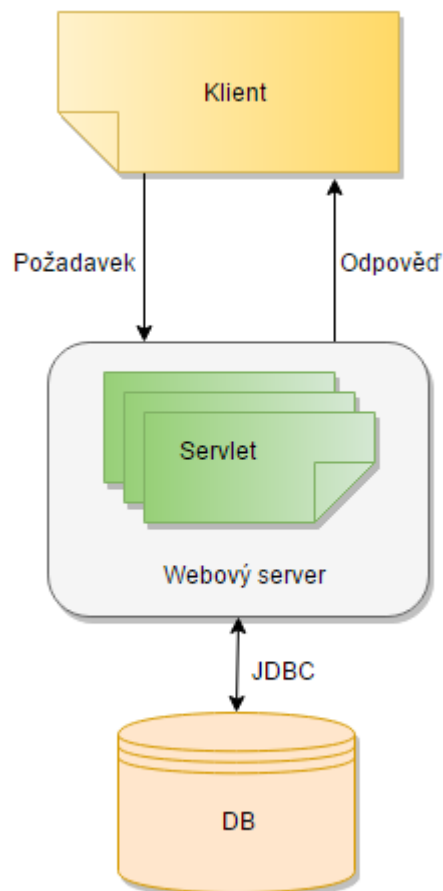 Klient
Požadavek
Odpověď
Servlet
Webový server
JDBC
DB